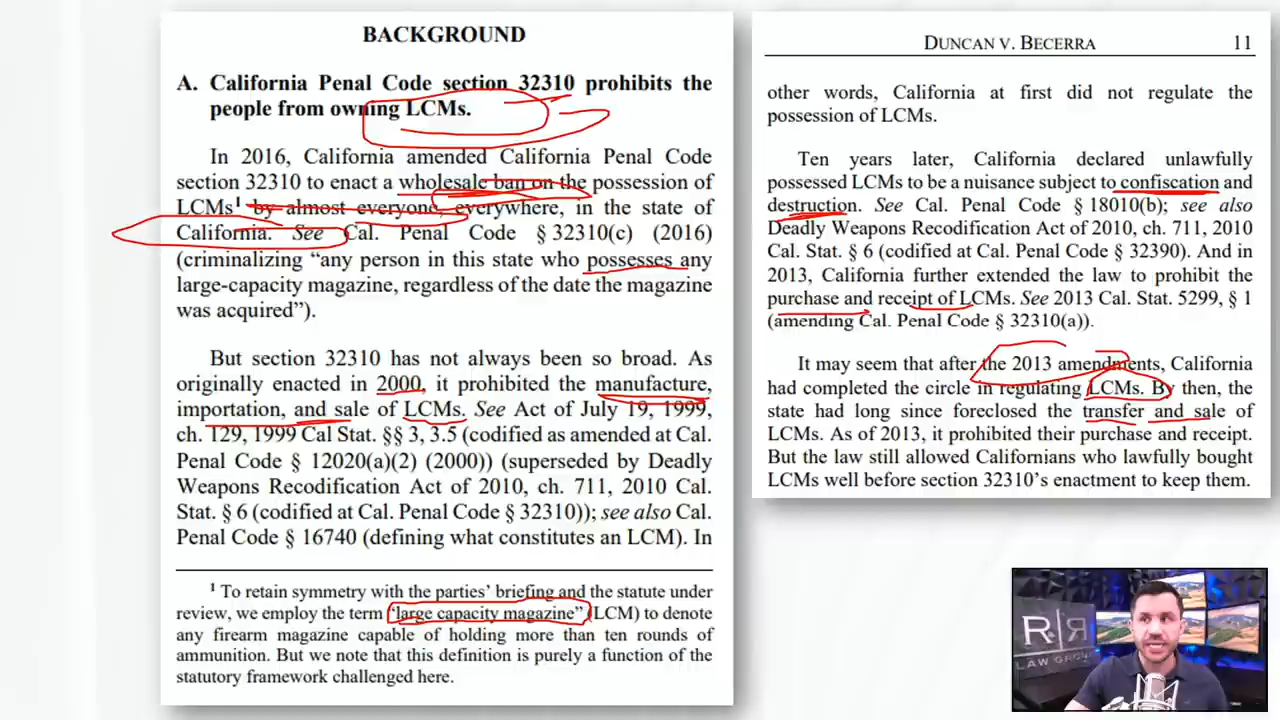 BACKGROUND
A. California Penal Code section 32310 prohibits the
people from owning LCMs.
In 2016, California amended California Penal Code
section 32310 to enact a wholesale ban on the possession of
LCMs¹ by almost everyone, everywhere, in the state of
California. See Cal. Penal Code § 32310(c) (2016)
(criminalizing “any person in this state who possesses any
large-capacity magazine, regardless of the date the magazine
was acquired”).
But section 32310 has not always been so broad. As
originally enacted in 2000, it prohibited the manufacture,
importation, and sale of LCMs. See Act of July 19, 1999,
ch. 129, 1999 Cal Stat. §§ 3, 3.5 (codified as amended at Cal.
Penal Code § 12020(a)(2) (2000)) (superseded by Deadly
Weapons Recodification Act of 2010, ch. 711, 2010 Cal.
Stat. § 6 (codified at Cal. Penal Code § 32310)); see also Cal.
Penal Code § 16740 (defining what constitutes an LCM). In
¹ To retain symmetry with the parties’ briefing and the statute under
review, we employ the term “large capacity magazine” (LCM) to denote
any firearm magazine capable of holding more than ten rounds of
ammunition. But we note that this definition is purely a function of the
statutory framework challenged here.
DUNCAN V. BECERRA 11
other words, California at first did not regulate the
possession of LCMs.
Ten years later, California declared unlawfully
possessed LCMs to be a nuisance subject to confiscation and
destruction. See Cal. Penal Code § 18010(b); see also
Deadly Weapons Recodification Act of 2010, ch. 711, 2010
Cal. Stat. § 6 (codified at Cal. Penal Code § 32390). And in
2013, California further extended the law to prohibit the
purchase and receipt of LCMs. See 2013 Cal. Stat. 5299, § 1
(amending Cal. Penal Code § 32310(a)).
It may seem that after the 2013 amendments, California
had completed the circle in regulating LCMs. By then, the
state had long since foreclosed the transfer and sale of
LCMs. As of 2013, it prohibited their purchase and receipt.
But the law still allowed Californians who lawfully bought
LCMs well before section 32310’s enactment to keep them.
R R
LAW GROUP